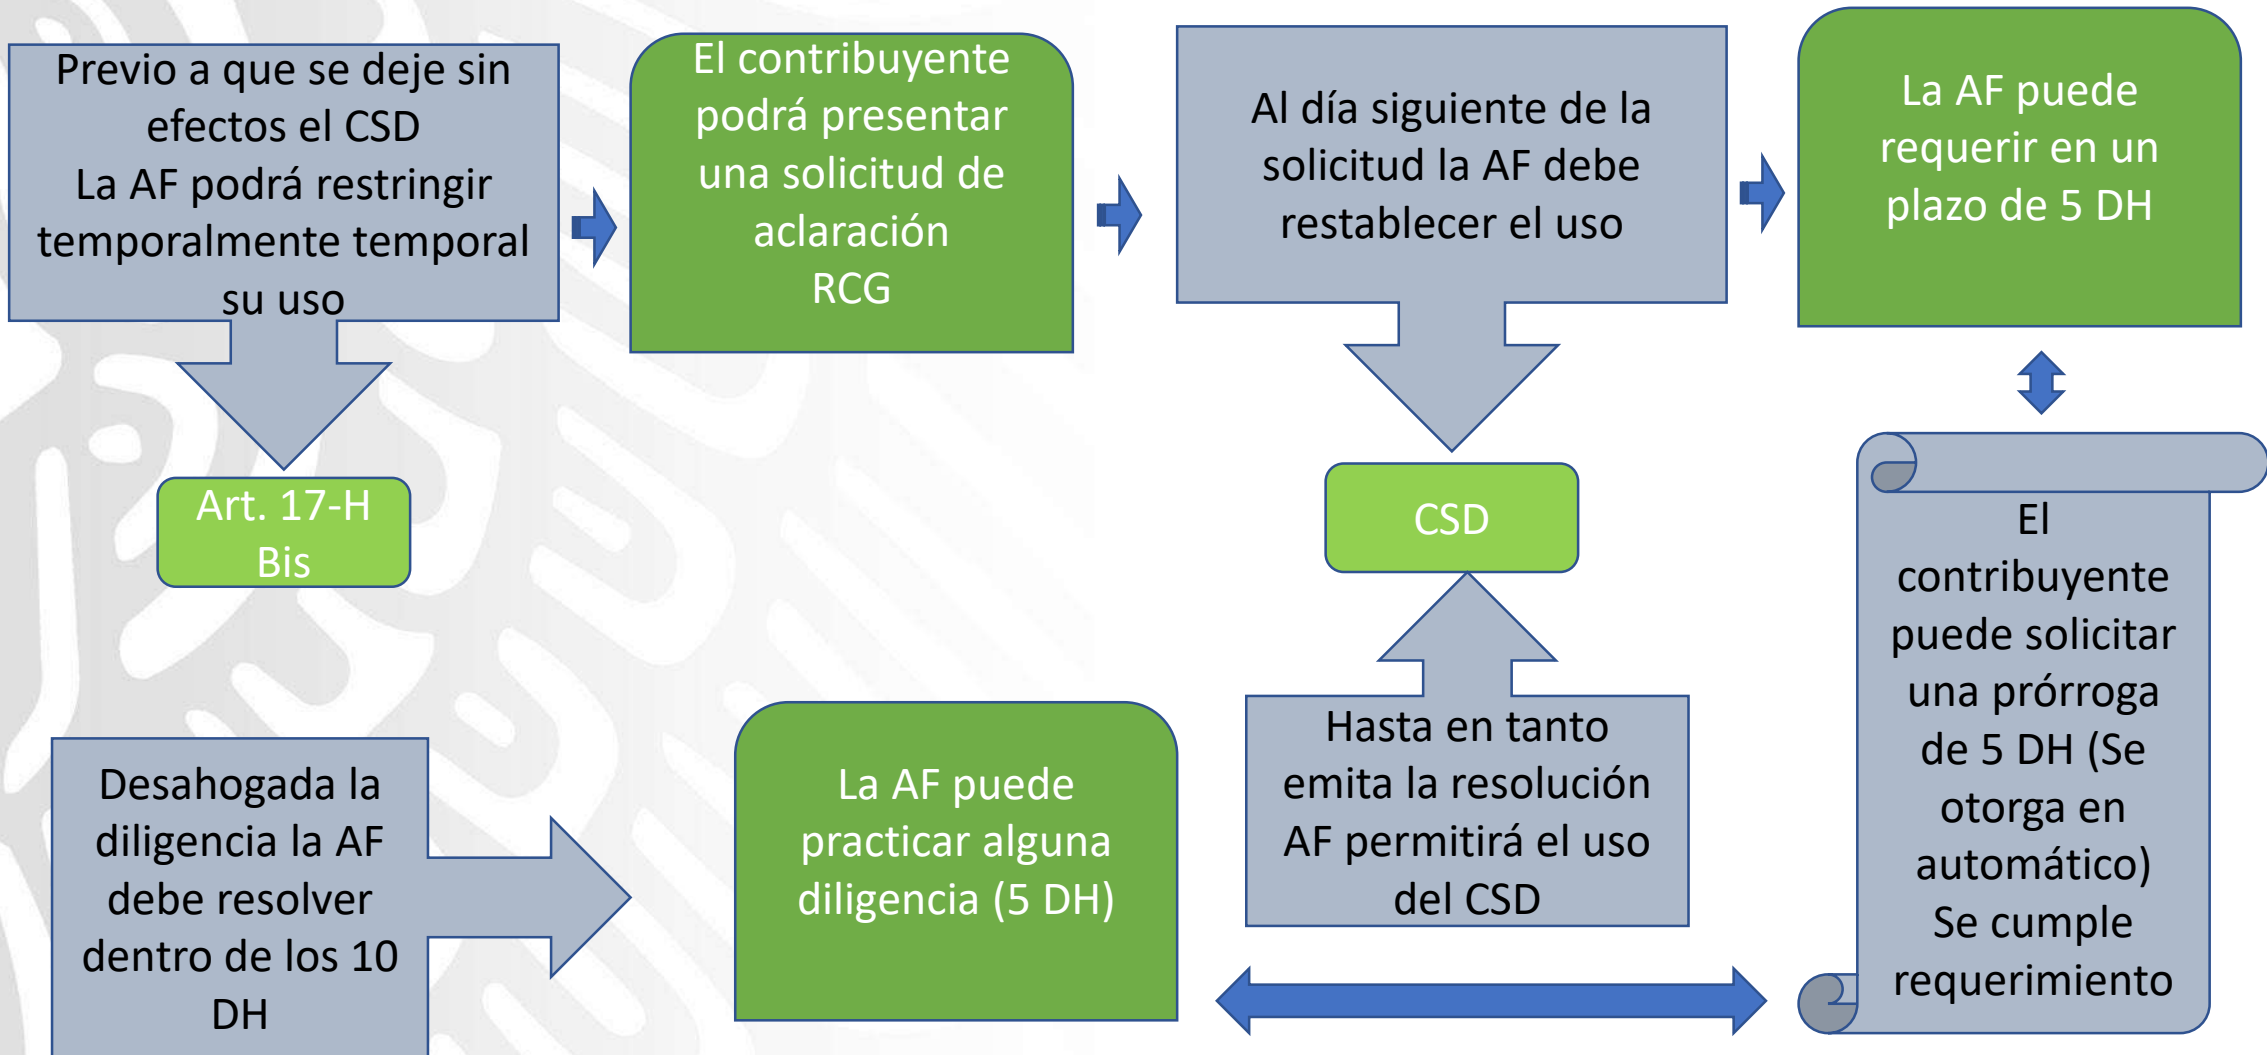 Previo a que se deje sin
efectos el CSD
La AF podrá restringir
temporalmente temporal
su uso
El contribuyente
podrá presentar
una solicitud de
aclaración
RCG
Al día siguiente de la
solicitud la AF debe
restablecer el uso
La AF puede
requerir en un
plazo de 5 DH
Art. 17-H
Bis
CSD
El
contribuyente
puede solicitar
una prórroga
de 5 DH (Se
otorga en
automático)
Se cumple
requerimiento
Hasta en tanto
emita la resolución
AF permitirá el uso
del CSD
La AF puede
practicar alguna
diligencia (5 DH)
Desahogada la
diligencia la AF
debe resolver
dentro de los 10
DH